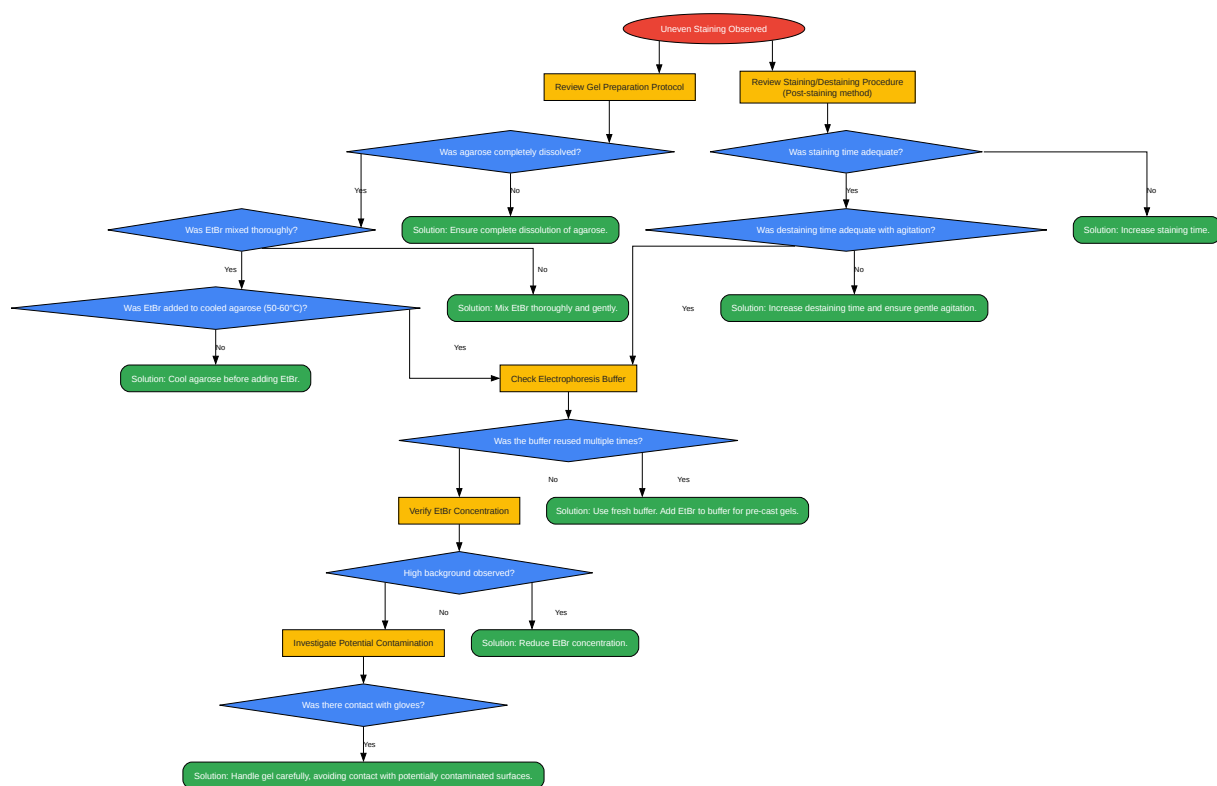 Uneven Staining Observed
Review Gel Preparation Protocol
Review Staining/Destaining Procedure
(Post-staining method)
Was agarose completely dissolved?
Was staining time adequate?
Yes
No
Yes
No
Was EtBr mixed thoroughly?
Solution: Ensure complete dissolution of agarose.
Was destaining time adequate with agitation?
Solution: Increase staining time.
Yes
No
No
Was EtBr added to cooled agarose (50-60°C)?
Solution: Mix EtBr thoroughly and gently.
Yes
Solution: Increase destaining time and ensure gentle agitation.
No
Yes
Solution: Cool agarose before adding EtBr.
Check Electrophoresis Buffer
Was the buffer reused multiple times?
No
Yes
Verify EtBr Concentration
Solution: Use fresh buffer. Add EtBr to buffer for pre-cast gels.
High background observed?
No
Yes
Investigate Potential Contamination
Solution: Reduce EtBr concentration.
Was there contact with gloves?
Yes
Solution: Handle gel carefully, avoiding contact with potentially contaminated surfaces.